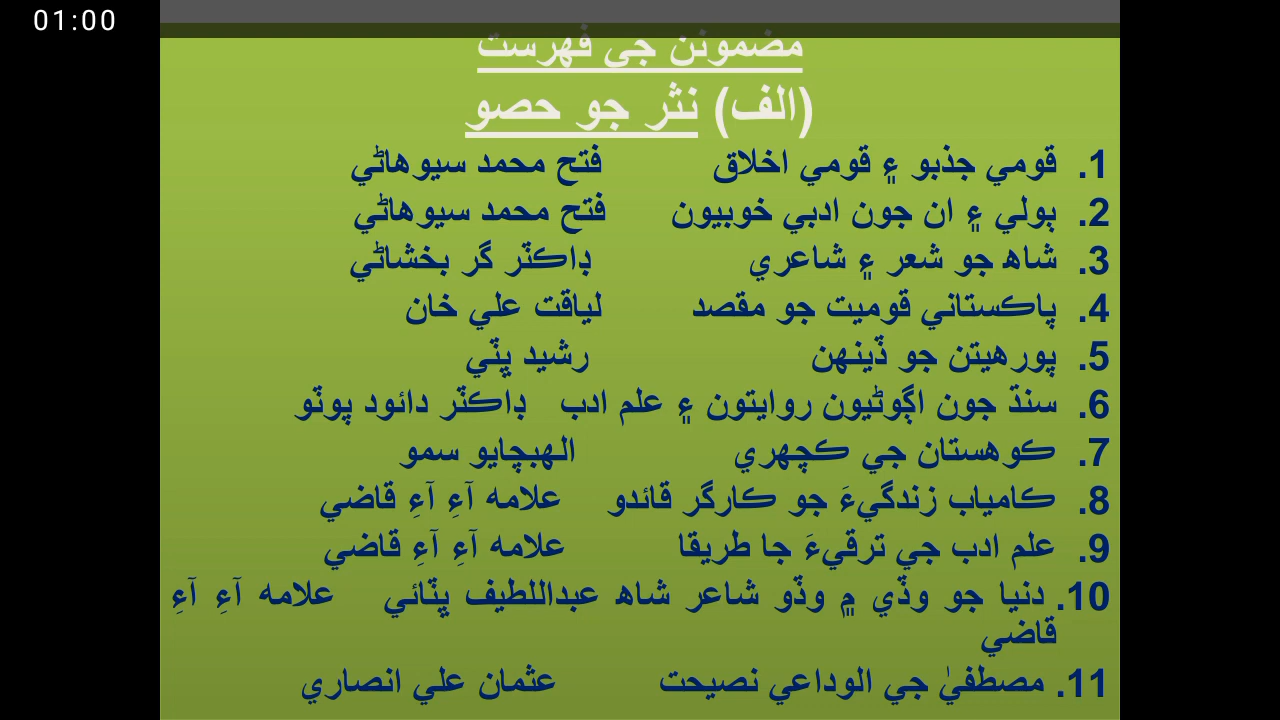 01:00
مضمونن جي فهرست
(الف) نثر جو حصو
1. قومي جذبو ۽ قومي اخلاق فتح محمد سيوهاڻي
2. ٻولي ۽ ان جون ادبي خوبيون فتح محمد سيوهاڻي
3. شاھ جو شعر ۽ شاعري ڊاڪٽر گر بخشاڻي
4. پاڪستاني قوميت جو مقصد لياقت علي خان
5. پورهيتن جو ڏينهن رشيد ڀٽي
6. سنڌ جون اڳوڻيون روايتون ۽ علم ادب ڊاڪٽر دائود پوٽو
7. ڪوهستان جي ڪچهري الهبچايو سمو
8. ڪامياب زندگيءَ جو ڪارگر قائدو علامه آءِ آءِ قاضي
9. علم ادب جي ترقيءَ جا طريقا علامه آءِ آءِ قاضي
10. دنيا جو وڏي ۾ وڏو شاعر شاھ عبداللطيف ڀٽائي علامه آءِ آءِ
قاضي
11. مصطفيٰ جي الوداعي نصيحت عثمان علي انصاري